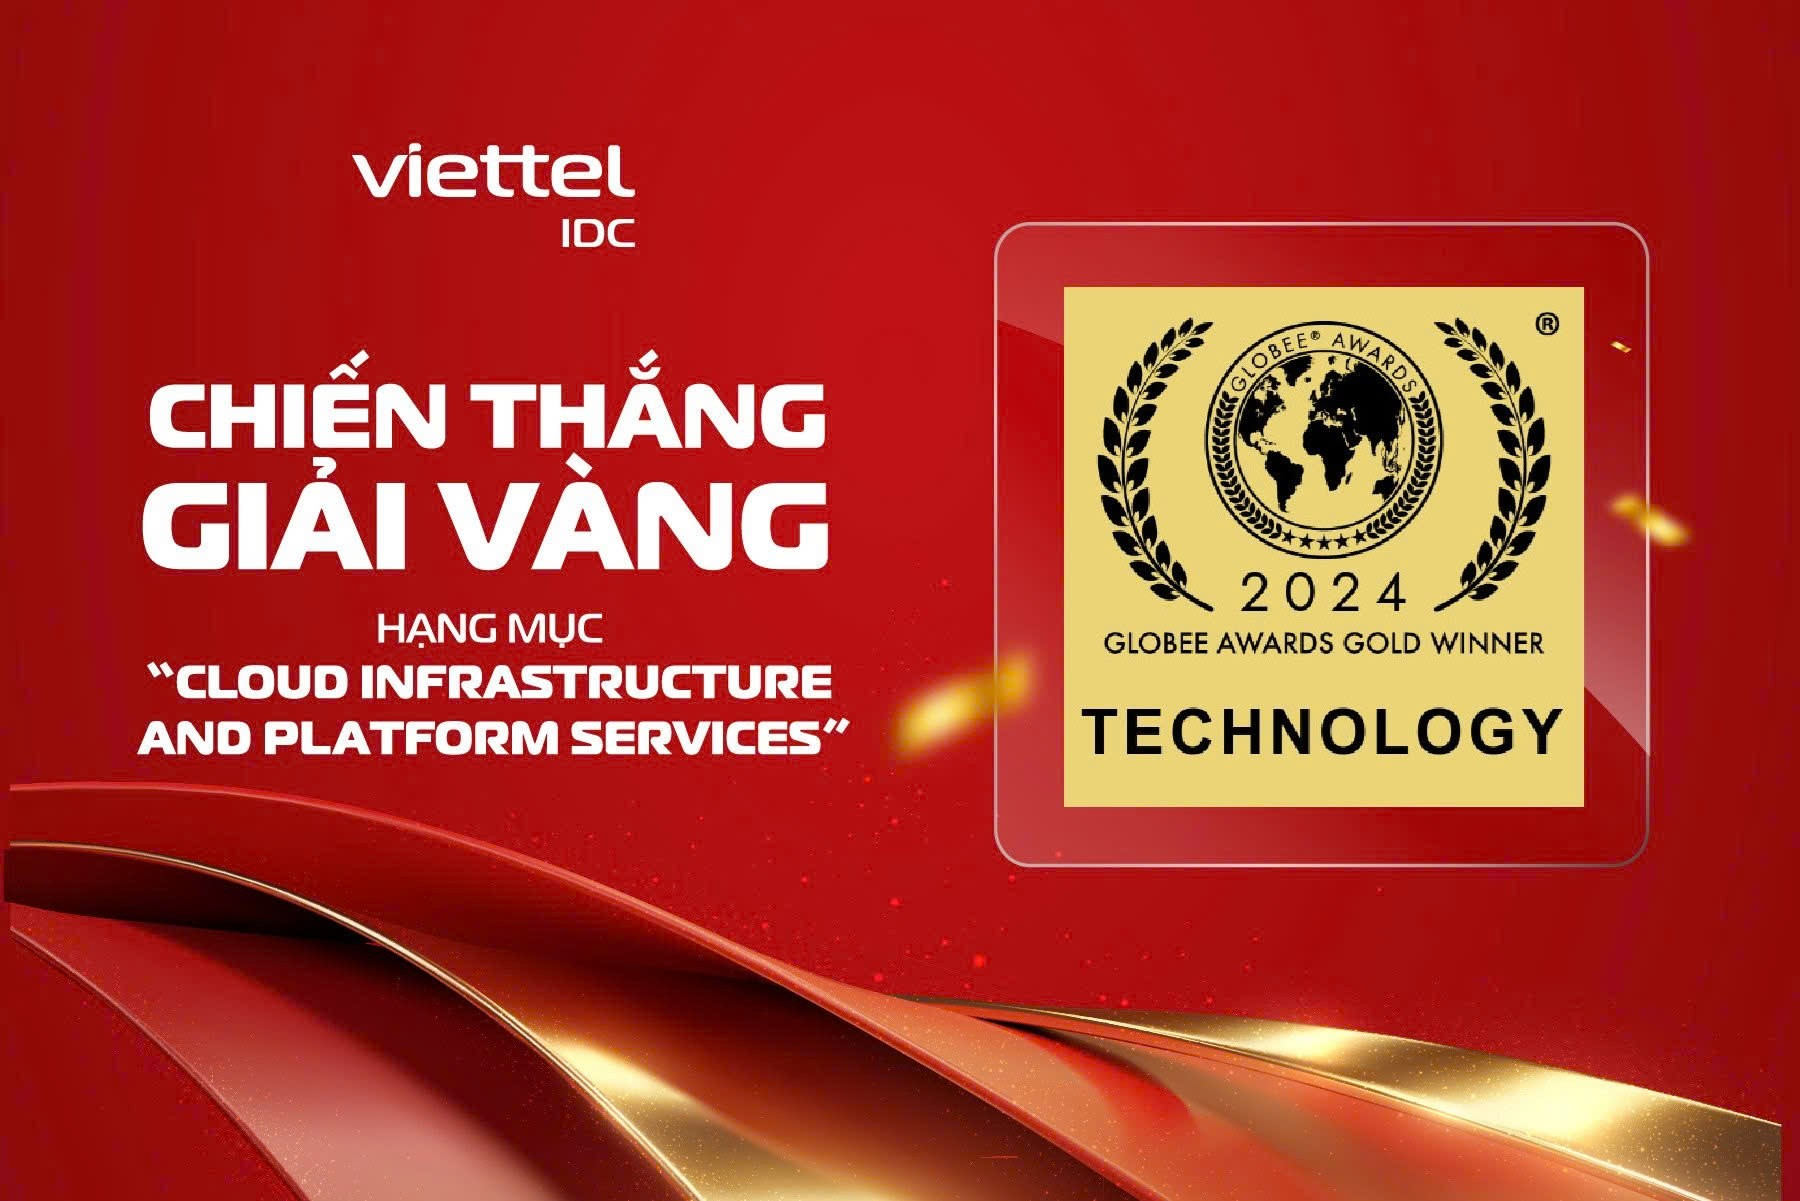 viettel
IDC
CHIẾN THẮNG
GIẢI VÀNG
HẠNG MỤC
“CLOUD INFRASTRUCTURE
AND PLATFORM SERVICES”
®
GLOBEE® AWARDS
2024
GLOBEE AWARDS GOLD WINNER
TECHNOLOGY